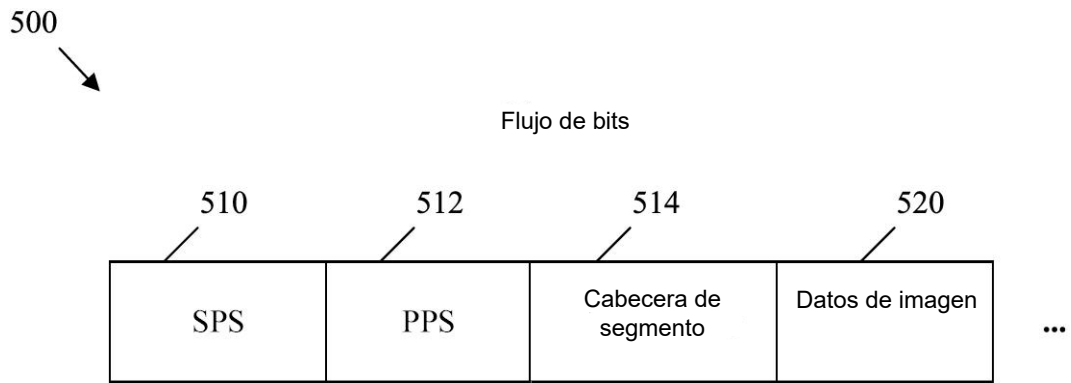 500
Flujo de bits
510 512 514 520
SPS PPS Cabecera de segmento Datos de imagen ...